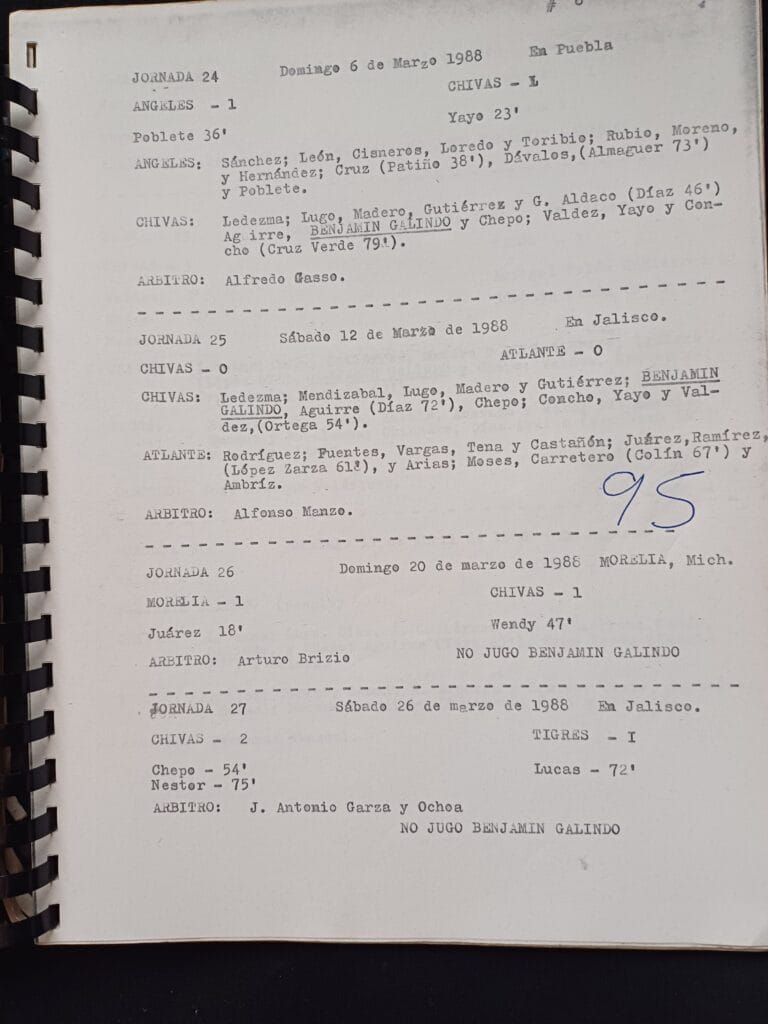 JORNADA 24 Domingo 6 de Marzo 1988 En Puebla
ANGELES - 1 CHIVAS - L
Poblete 36' Yayo 23'
ANGELES: Sánchez; León, Cisneros, Loredo y Toribio; Rubio, Moreno,
y Hernández; Cruz (Patiño 38'), Dávalos,(Almaguer 73')
y Poblete.
CHIVAS: Ledezma; Lugo, Madero, Gutiérrez y G. Aldaco (Díaz 46')
Ag irre, BENJAMIN GALINDO y Chepo; Valdez, Yayo y Con-
cho (Cruz Verde 79').
ARBITRO: Alfredo Gasso.
JORNADA 25 Sábado 12 de Marzo de 1988 En Jalisco.
CHIVAS - 0 ATLANTE - 0
CHIVAS: Ledezma; Mendizabal, Lugo, Madero y Gutiérrez; BENJAMIN
GALINDO, Aguirre (Díaz 72'), Chepo; Concho, Yayo y Val-
dez,(Ortega 54').
ATLANTE: Rodríguez; Fuentes, Vargas, Tena y Castañón; Juárez,Ramírez,
(López Zarza 61'), y Arias; Moses, Carretero (Colín 67') y
Ambríz.
95
ARBITRO: Alfonso Manzo.
JORNADA 26 Domingo 20 de marzo de 1988 MORELIA, Mich.
MORELIA - 1 CHIVAS - 1
Juárez 18' Wendy 47'
ARBITRO: Arturo Brizio NO JUGO BENJAMIN GALINDO
JORNADA 27 Sábado 26 de marzo de 1988 En Jalisco.
CHIVAS - 2 TIGRES - I
Chepo - 54' Lucas - 72'
Nestor - 75'
ARBITRO: J. Antonio Garza y Ochoa
NO JUGO BENJAMIN GALINDO